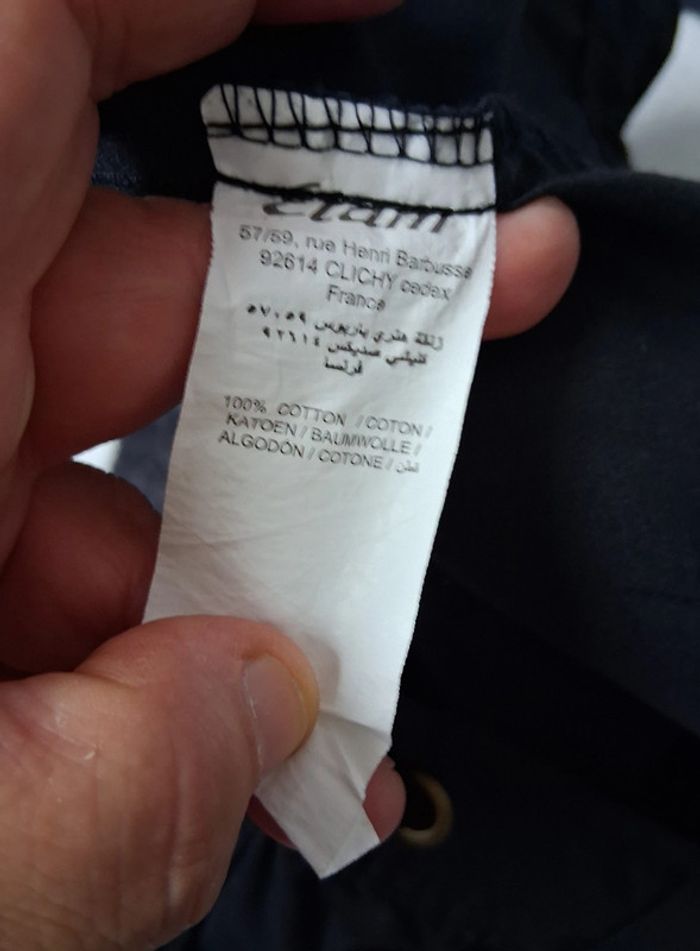 Etam
57/59, rue Henri Barbusse
92614 CLICHY cedex
France
زنقة هنري باربوس ٥٧،٥٩
كليشي سديكس ٩٢٦١٤
فرنسا
100% COTTON / COTON /
KATOEN / BAUMWOLLE /
ALGODÓN / COTONE / قطن